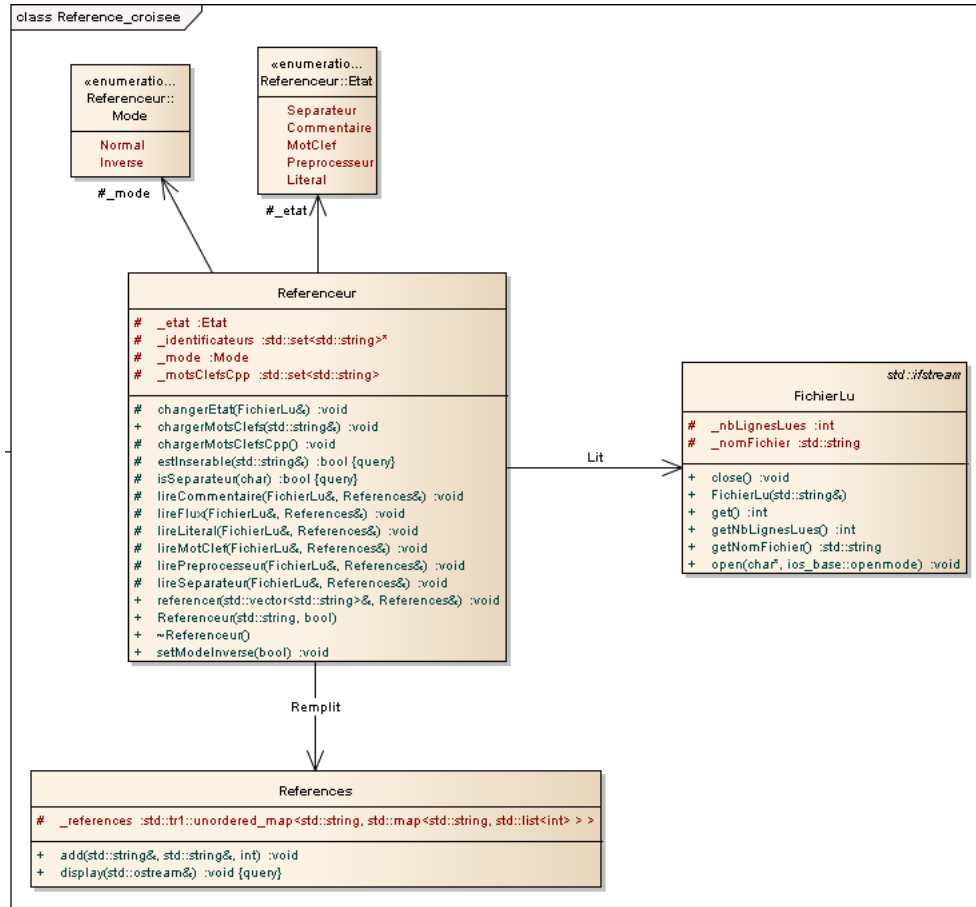 class Reference_croisee
«enumeratio...
Referenceur::
Mode
Normal
Inverse
«enumeratio...
Referenceur::Etat
Separateur
Commentaire
MotClef
Preprocesseur
Literal
#_mode
#_etat
Referenceur
# _etat :Etat
# _identificateurs :std::set<std::string>*
# _mode :Mode
# _motsClefsCpp :std::set<std::string>
# changerEtat(FichierLu&) :void
+ chargerMotsClefs(std::string&) :void
# chargerMotsClefsCpp() :void
# estInserable(std::string&) :bool {query}
# isSeparateur(char) :bool {query}
# lireCommentaire(FichierLu&, References&) :void
# lireFlux(FichierLu&, References&) :void
# lireLiteral(FichierLu&, References&) :void
# lireMotClef(FichierLu&, References&) :void
# lirePreprocesseur(FichierLu&, References&) :void
# lireSeparateur(FichierLu&, References&) :void
+ referencer(std::vector<std::string>&, References&) :void
+ Referenceur(std::string, bool)
+ ~Referenceur()
+ setModeInverse(bool) :void
Lit
std::ifstream
FichierLu
# _nbLignesLues :int
# _nomFichier :std::string
+ close() :void
+ FichierLu(std::string&)
+ get() :int
+ getNbLignesLues() :int
+ getNomFichier() :std::string
+ open(char*, ios_base::openmode) :void
Remplit
References
# _references :std::tr1::unordered_map<std::string, std::map<std::string, std::list<int> > >
+ add(std::string&, std::string&, int) :void
+ display(std::ostream&) :void {query}